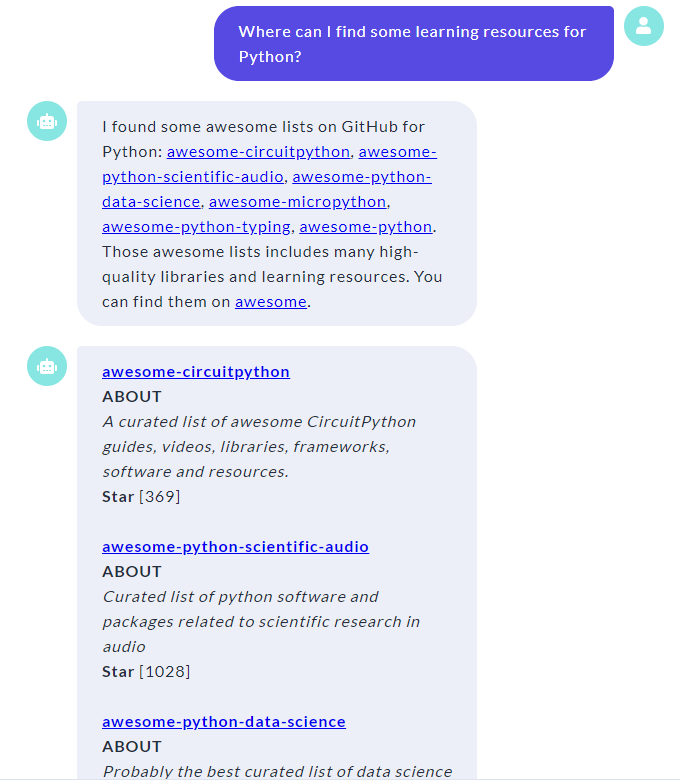 Where can I find some learning resources for
Python?
I found some awesome lists on GitHub for
Python: awesome-circuitpython, awesome-
python-scientific-audio, awesome-python-
data-science, awesome-micropython,
awesome-python-typing, awesome-python.
Those awesome lists includes many high-
quality libraries and learning resources. You
can find them on awesome.
awesome-circuitpython
ABOUT
A curated list of awesome CircuitPython
guides, videos, libraries, frameworks,
software and resources.
Star [369]
awesome-python-scientific-audio
ABOUT
Curated list of python software and
packages related to scientific research in
audio
Star [1028]
awesome-python-data-science
ABOUT
Probably the best curated list of data science